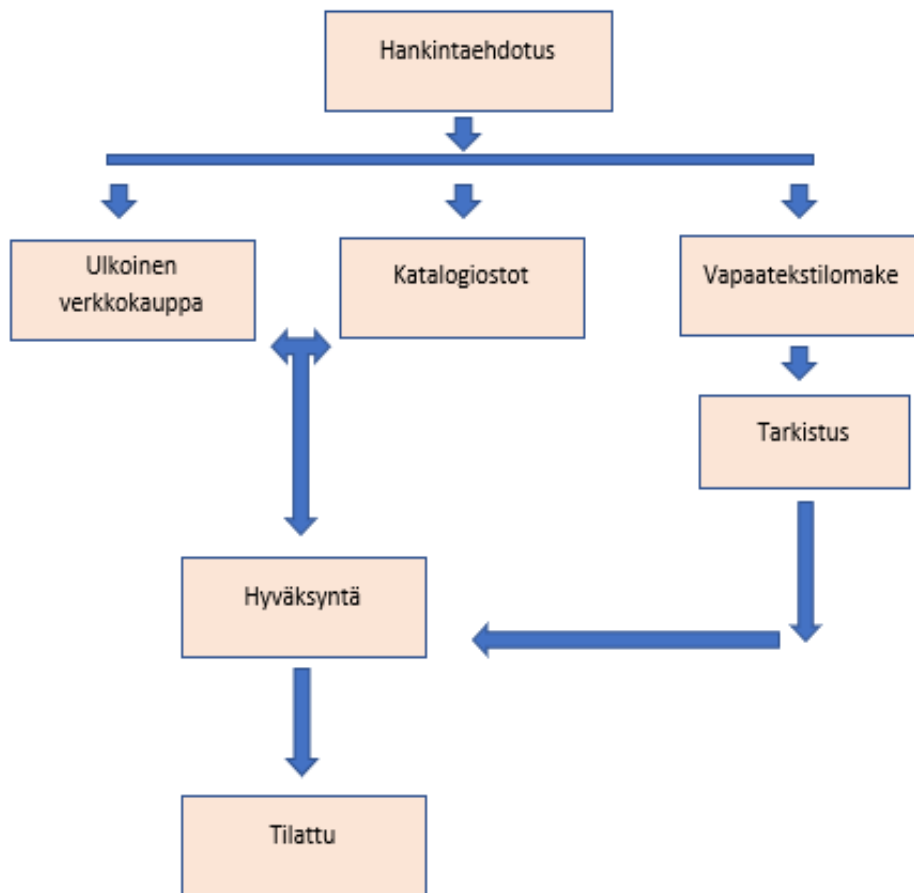 Hankintaehdotus
Ulkoinen
verkkokauppa
Katalogiostot
Vapaatekstilomake
Tarkistus
Hyväksyntä
Tilattu